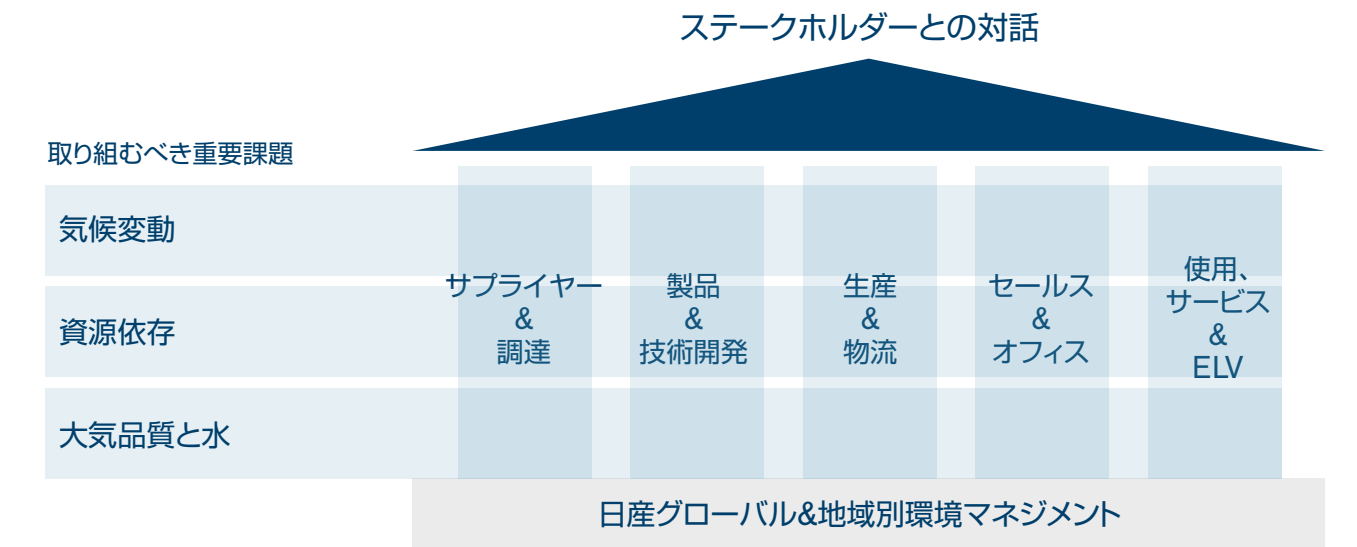 ステークホルダーとの対話
取り組むべき重要課題
気候変動
資源依存
大気品質と水
サプライヤー
&
調達
製品
&
技術開発
生産
&
物流
セールス
&
オフィス
使用、
サービス
&
ELV
日産グローバル&地域別環境マネジメント